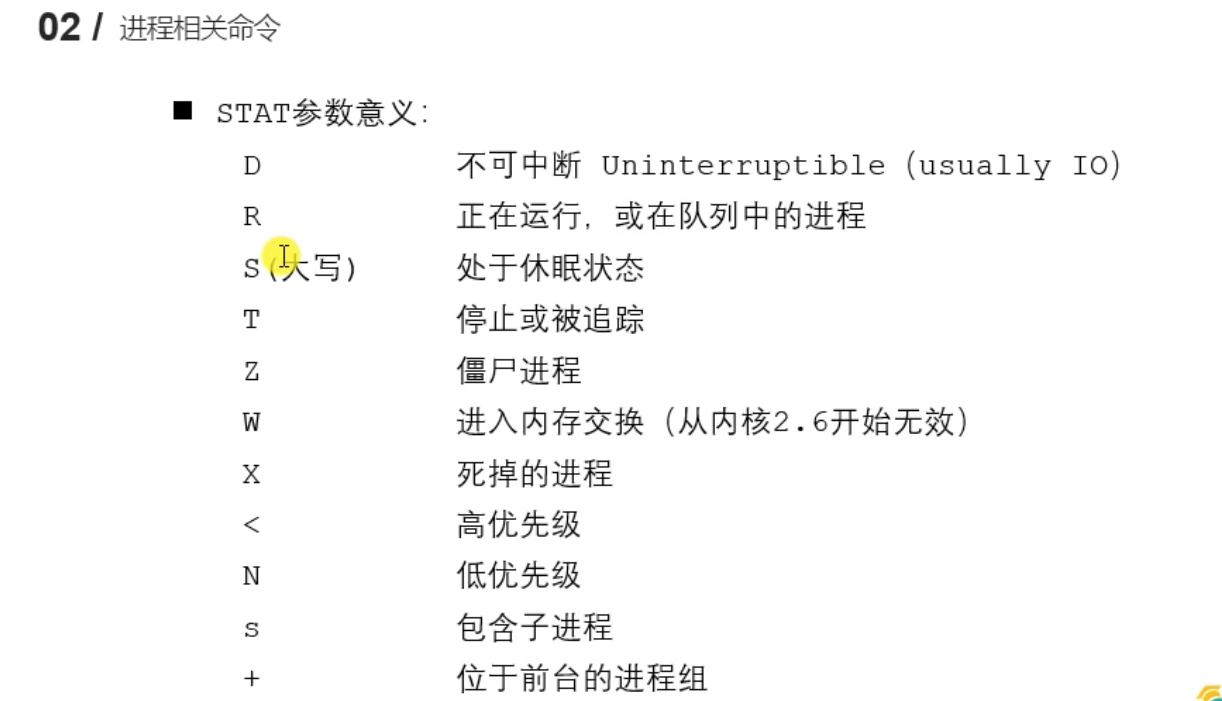 02 / 进程相关命令
■ STAT参数意义:
D 不可中断 Uninterruptible（usually IO）
R 正在运行，或在队列中的进程
S(大写) 处于休眠状态
T 停止或被追踪
Z 僵尸进程
W 进入内存交换（从内核2.6开始无效）
X 死掉的进程
< 高优先级
N 低优先级
s 包含子进程
+ 位于前台的进程组